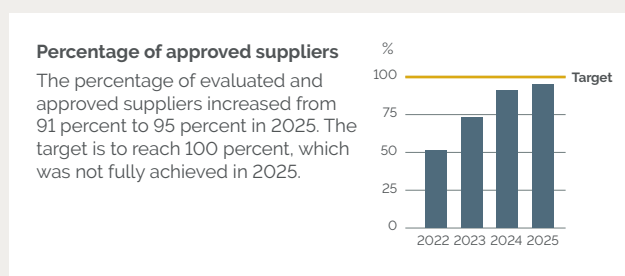 Percentage of approved suppliers
The percentage of evaluated and
approved suppliers increased from
91 percent to 95 percent in 2025. The
target is to reach 100 percent, which
was not fully achieved in 2025.
%
100
Target
75
50
25
0
2022 2023 2024 2025